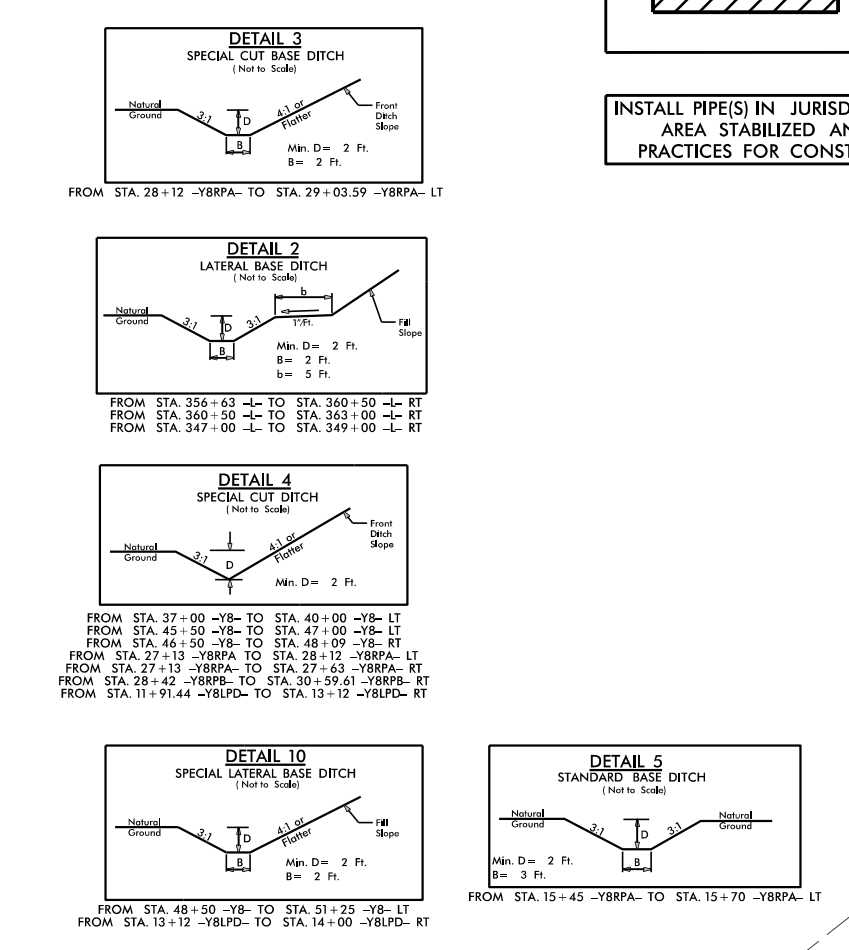 DETAIL 3
SPECIAL CUT BASE DITCH
( Not to Scale)
Natural
Ground
3:1
D
B
4:1 or
Flatter
Front
Ditch
Slope
Min. D= 2 Ft.
B= 2 Ft.
FROM STA. 28+12 -Y8RPA- TO STA. 29+03.59 -Y8RPA- LT
INSTALL PIPE(S) IN JURISD
AREA STABILIZED AN
PRACTICES FOR CONST
DETAIL 2
LATERAL BASE DITCH
( Not to Scale)
Natural
Ground
3:1
D
B
3:1
b
1"/Ft.
Fill
Slope
Min. D= 2 Ft.
B= 2 Ft.
b= 5 Ft.
FROM STA. 356+63 -L- TO STA. 360+50 -L- RT
FROM STA. 360+50 -L- TO STA. 363+00 -L- RT
FROM STA. 347+00 -L- TO STA. 349+00 -L- RT
DETAIL 4
SPECIAL CUT DITCH
( Not to Scale)
Natural
Ground
3:1
D
4:1 or
Flatter
Front
Ditch
Slope
Min. D= 2 Ft.
FROM STA. 37+00 -Y8- TO STA. 40+00 -Y8- LT
FROM STA. 45+50 -Y8- TO STA. 47+00 -Y8- LT
FROM STA. 46+50 -Y8- TO STA. 48+09 -Y8- RT
FROM STA. 27+13 -Y8RPA TO STA. 28+12 -Y8RPA- LT
FROM STA. 27+13 -Y8RPA- TO STA. 27+63 -Y8RPA- RT
FROM STA. 28+42 -Y8RPB- TO STA. 30+59.61 -Y8RPB- RT
FROM STA. 11+91.44 -Y8LPD- TO STA. 13+12 -Y8LPD- RT
DETAIL 10
SPECIAL LATERAL BASE DITCH
( Not to Scale)
Natural
Ground
3:1
D
B
4:1 or
Flatter
Fill
Slope
Min. D= 2 Ft.
B= 2 Ft.
FROM STA. 48+50 -Y8- TO STA. 51+25 -Y8- LT
FROM STA. 13+12 -Y8LPD- TO STA. 14+00 -Y8LPD- RT
DETAIL 5
STANDARD BASE DITCH
( Not to Scale)
Natural
Ground
3:1
D
B
3:1
Natural
Ground
Min. D= 2 Ft.
B= 3 Ft.
FROM STA. 15+45 -Y8RPA- TO STA. 15+70 -Y8RPA- LT